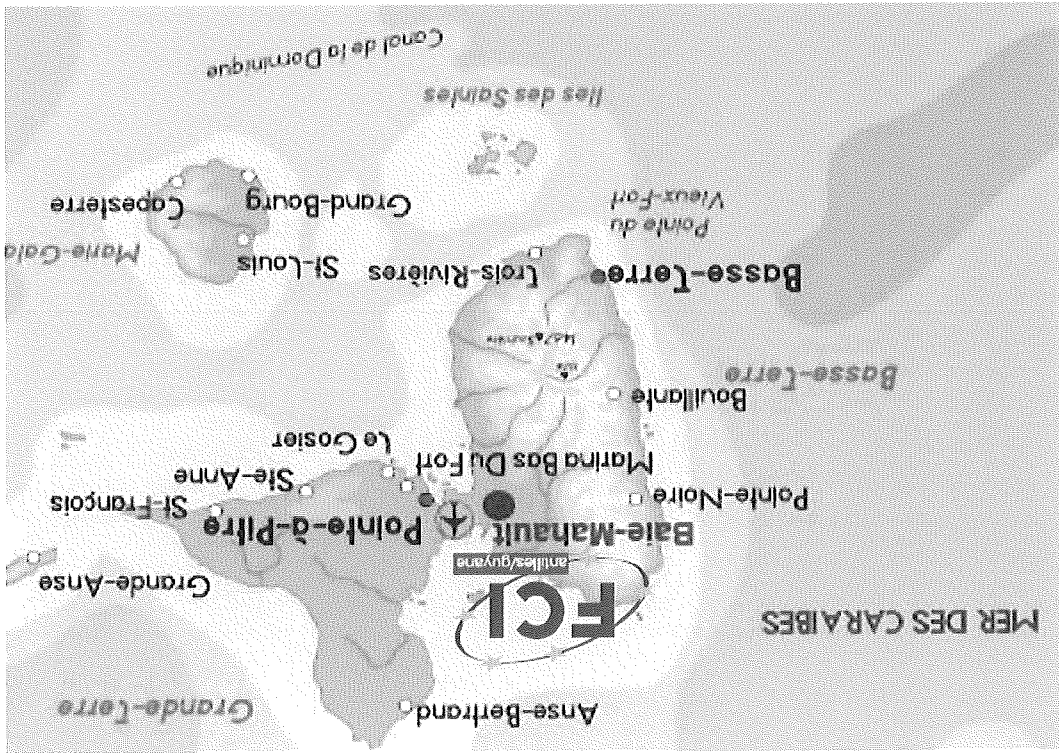 Anse-Bertrand
Grande-Terre
MER DES CARAIBES
FCI
antilles/guyane
Grande-Anse
Baie-Mahault
Pointe-à-Pitre
St-François
Pointe-Noire
Ste-Anne
Marina Bas Du Fort
Le Gosier
Bouillante
Basse-Terre
Basse-Terre
Trois-Rivières
St-Louis
Marie-Gala
Pointe du
Vieux-Fort
Grand-Bourg
Capesterre
Iles des Saintes
Canal de la Dominique